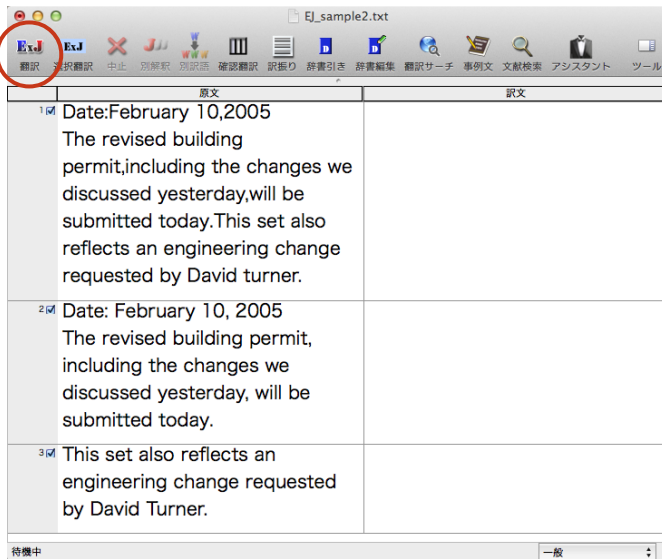 EJ_sample2.txt
ExJ ExJ
翻訳 選択翻訳 中止 別解釈 別訳語 確認翻訳 訳振り 辞書引き 辞書編集 翻訳サーチ 事例文 文献検索 アシスタント ツール
原文 訳文
1 Date:February 10,2005
The revised building
permit,including the changes we
discussed yesterday,will be
submitted today.This set also
reflects an engineering change
requested by David turner.
2 Date: February 10, 2005
The revised building permit,
including the changes we
discussed yesterday, will be
submitted today.
3 This set also reflects an
engineering change requested
by David Turner.
待機中 一般